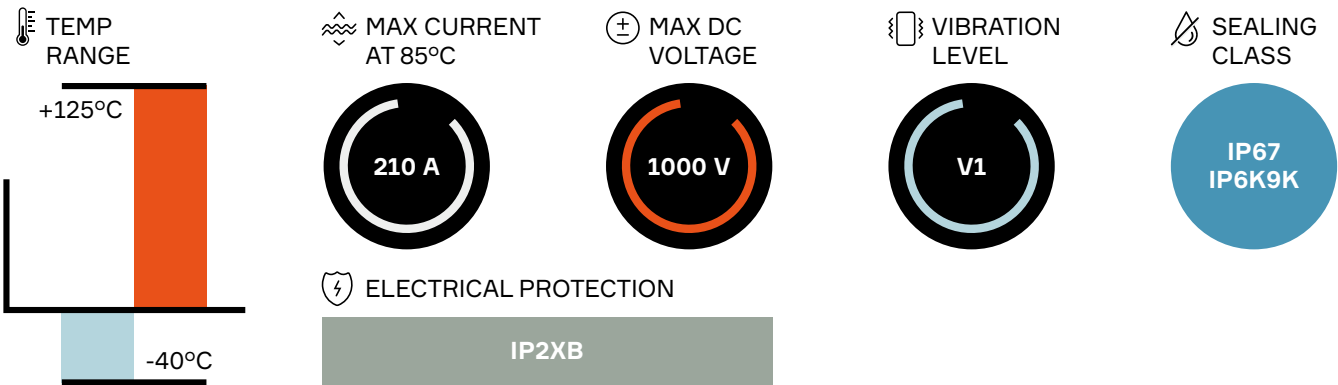 TEMP
RANGE
+125°C
-40°C
MAX CURRENT
AT 85°C
210 A
MAX DC
VOLTAGE
1000 V
VIBRATION
LEVEL
V1
SEALING
CLASS
IP67
IP6K9K
ELECTRICAL PROTECTION
IP2XB